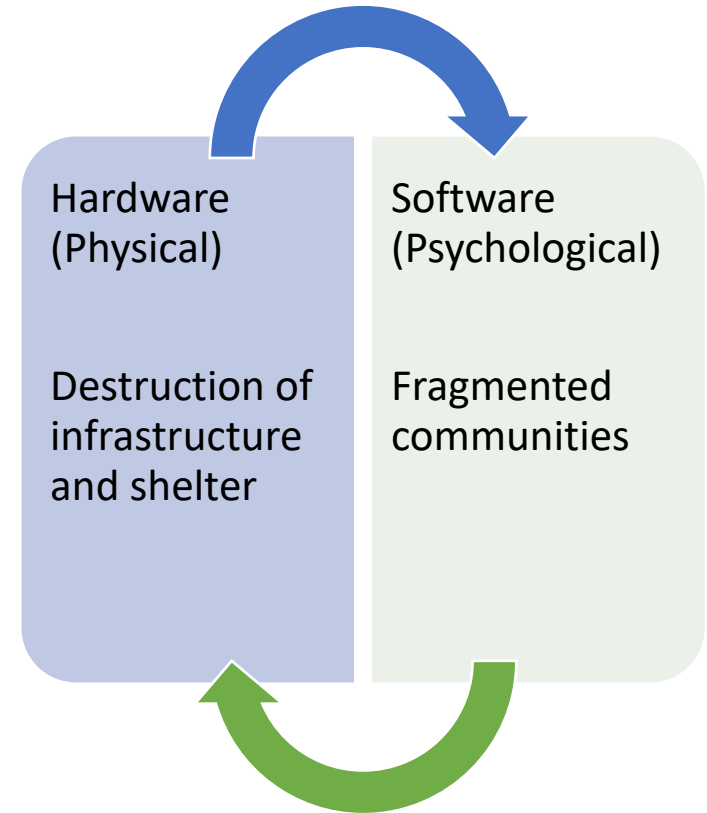 Hardware
(Physical)
Destruction of
infrastructure
and shelter
Software
(Psychological)
Fragmented
communities